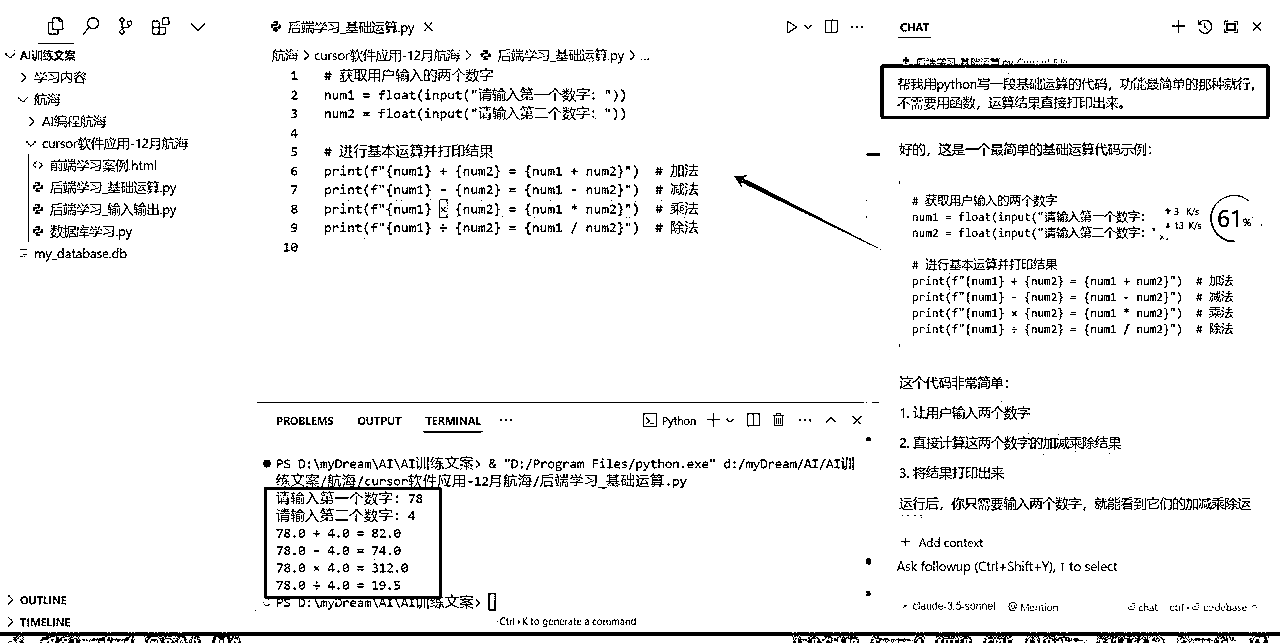 AI训练文案
学习内容
航海
AI编程航海
cursor软件应用-12月航海
<> 前端学习案例.html
后端学习_基础运算.py
后端学习_输入输出.py
数据库学习.py
my_database.db
OUTLINE
TIMELINE
后端学习_基础运算.py ×
航海 > cursor软件应用-12月航海 > 后端学习_基础运算.py > ...
1 # 获取用户输入的两个数字
2 num1 = float(input("请输入第一个数字: "))
3 num2 = float(input("请输入第二个数字: "))
4
5 # 进行基本运算并打印结果
6 print(f"{num1} + {num2} = {num1 + num2}") # 加法
7 print(f"{num1} - {num2} = {num1 - num2}") # 减法
8 print(f"{num1} × {num2} = {num1 * num2}") # 乘法
9 print(f"{num1} ÷ {num2} = {num1 / num2}") # 除法
10
PROBLEMS OUTPUT TERMINAL ... Python
PS D:\myDream\AI\AI训练文案> & "D:/Program Files/python.exe" d:/myDream/AI/AI训
练文案/航海/cursor软件应用-12月航海/后端学习_基础运算.py
请输入第一个数字: 78
请输入第二个数字: 4
78.0 + 4.0 = 82.0
78.0 - 4.0 = 74.0
78.0 × 4.0 = 312.0
78.0 ÷ 4.0 = 19.5
PS D:\myDream\AI\AI训练文案>
Ctrl+K to generate a command
CHAT
后端学习_基础运算.py Current File
帮我用python写一段基础运算的代码，功能最简单的那种就行，
不需要用函数，运算结果直接打印出来。
好的，这是一个最简单的基础运算代码示例：
# 获取用户输入的两个数字
num1 = float(input("请输入第一个数字:
num2 = float(input("请输入第二个数字: "
61%
# 进行基本运算并打印结果
print(f"{num1} + {num2} = {num1 + num2}") # 加法
print(f"{num1} - {num2} = {num1 - num2}") # 减法
print(f"{num1} × {num2} = {num1 * num2}") # 乘法
print(f"{num1} ÷ {num2} = {num1 / num2}") # 除法
这个代码非常简单：
1. 让用户输入两个数字
2. 直接计算这两个数字的加减乘除结果
3. 将结果打印出来
运行后，你只需要输入两个数字，就能看到它们的加减乘除运
+ Add context
Ask followup (Ctrl+Shift+Y), ↑ to select
claude-3.5-sonnet @ Mention chat ctrl+⏎ codebase